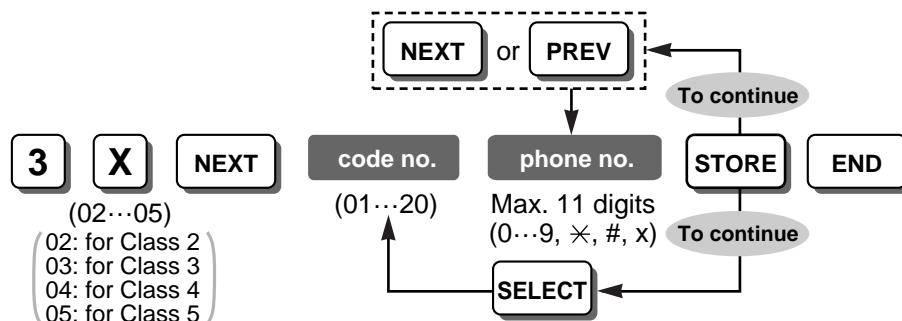 NEXT or PREV
To continue
3 X NEXT code no. phone no. STORE END
(02···05) (01···20) Max. 11 digits
(0···9, ✳, #, x) To continue
02: for Class 2
03: for Class 3
04: for Class 4
05: for Class 5
SELECT